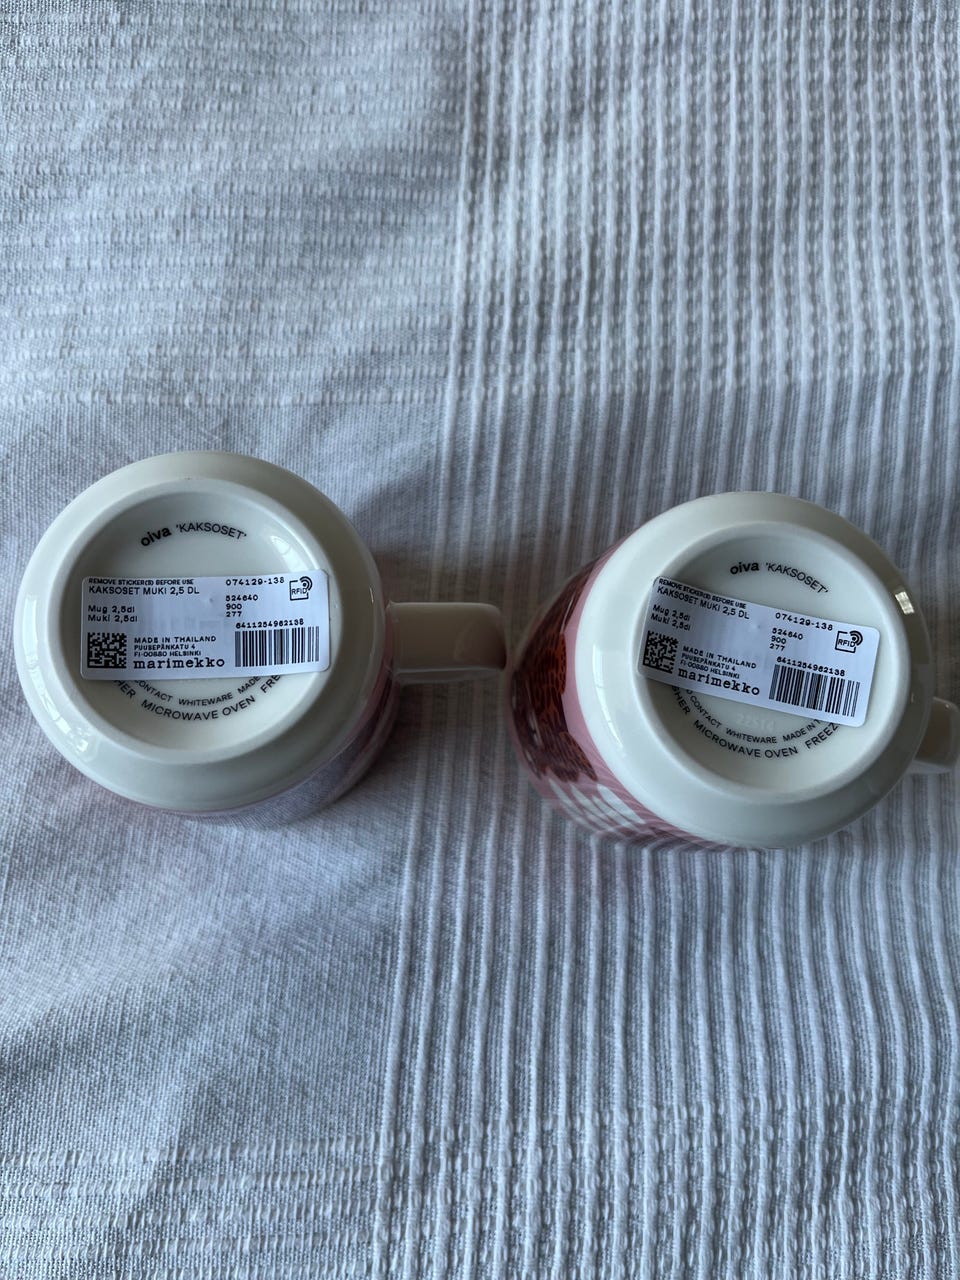 oiva 'KAKSOSET'
REMOVE STICKER(S) BEFORE USE
KAKSOSET MUKI 2,5 DL
074129-138
RFID
524640
Mug 2,5dl
900
Muki 2,5dl
277
6411254962138
MADE IN THAILAND
PUUSEPÄNKATU 4
FI-00880 HELSINKI
marimekko
CONTACT WHITEWARE MADE
MICROWAVE OVEN
oiva 'KAKSOSET'
REMOVE STICKER(S) BEFORE USE
KAKSOSET MUKI 2,5 DL
074129-138
RFID
524640
Mug 2,5dl
900
Muki 2,5dl
277
6411254962138
MADE IN THAILAND
PUUSEPÄNKATU 4
FI-00880 HELSINKI
marimekko
CONTACT WHITEWARE MADE IN
MICROWAVE OVEN